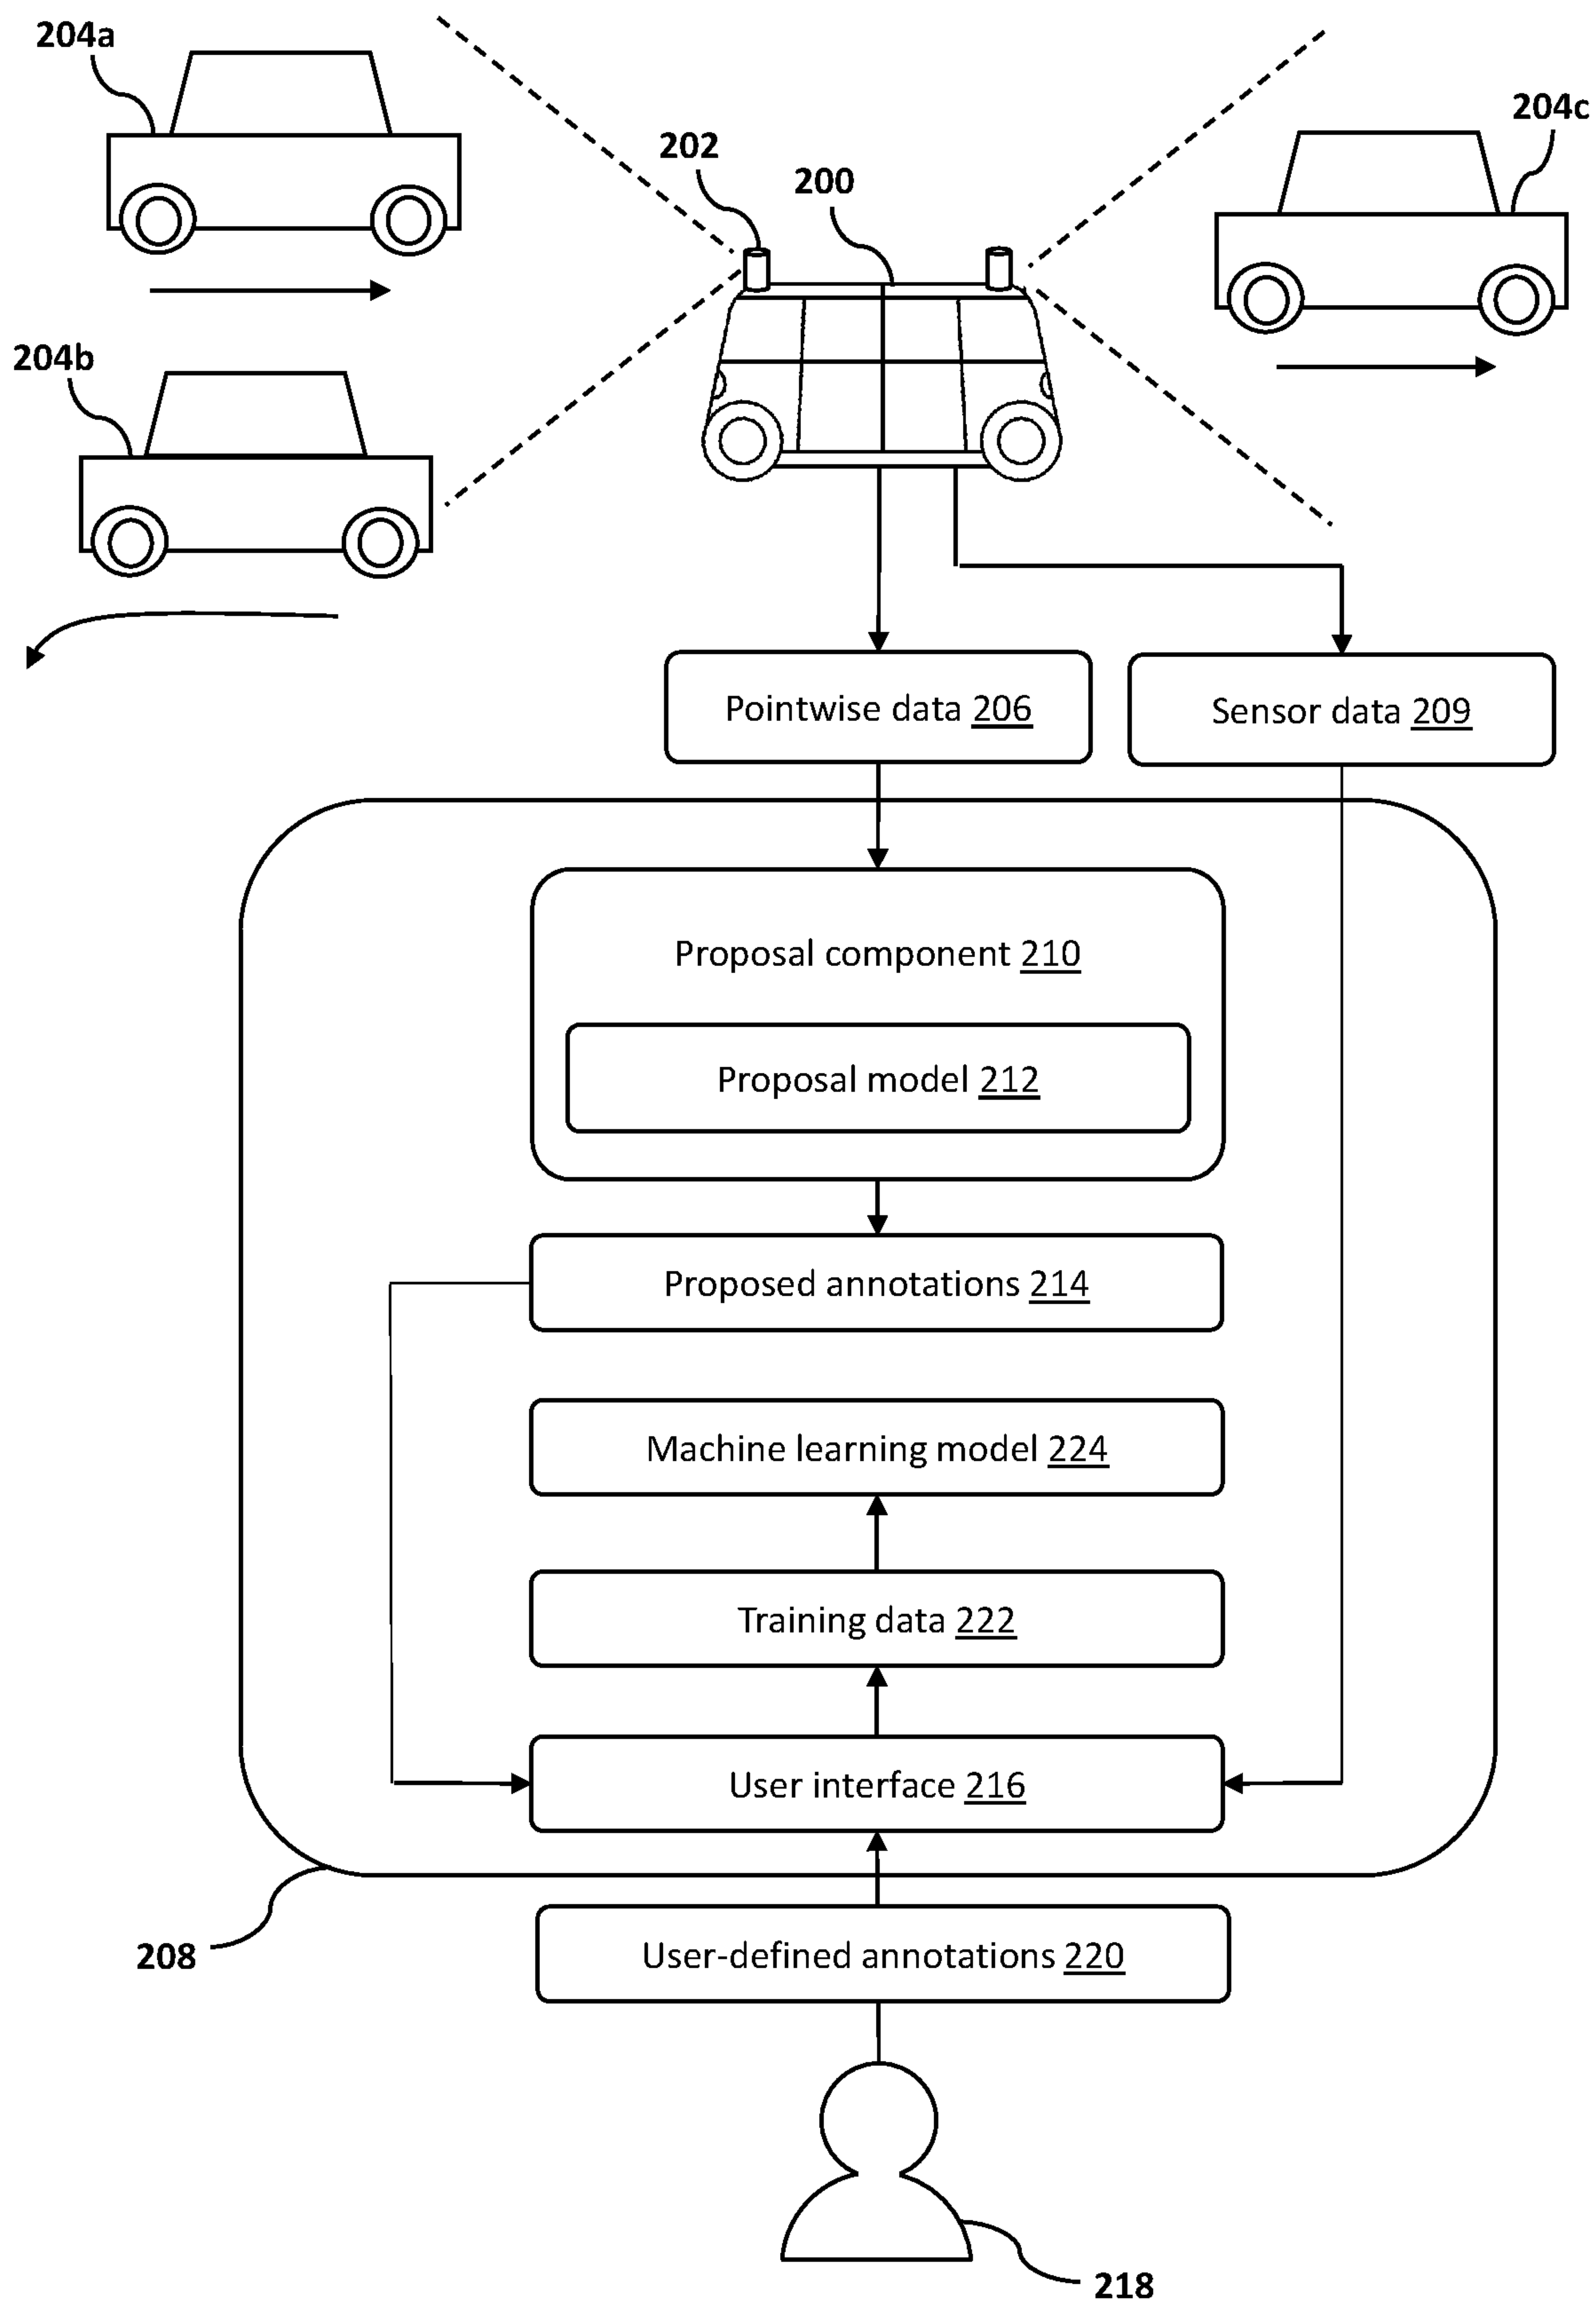 204a
204c
202
200
204b
Pointwise data 206
Sensor data 209
Proposal component 210
Proposal model 212
Proposed annotations 214
Machine learning model 224
Training data 222
User interface 216
208
User-defined annotations 220
218